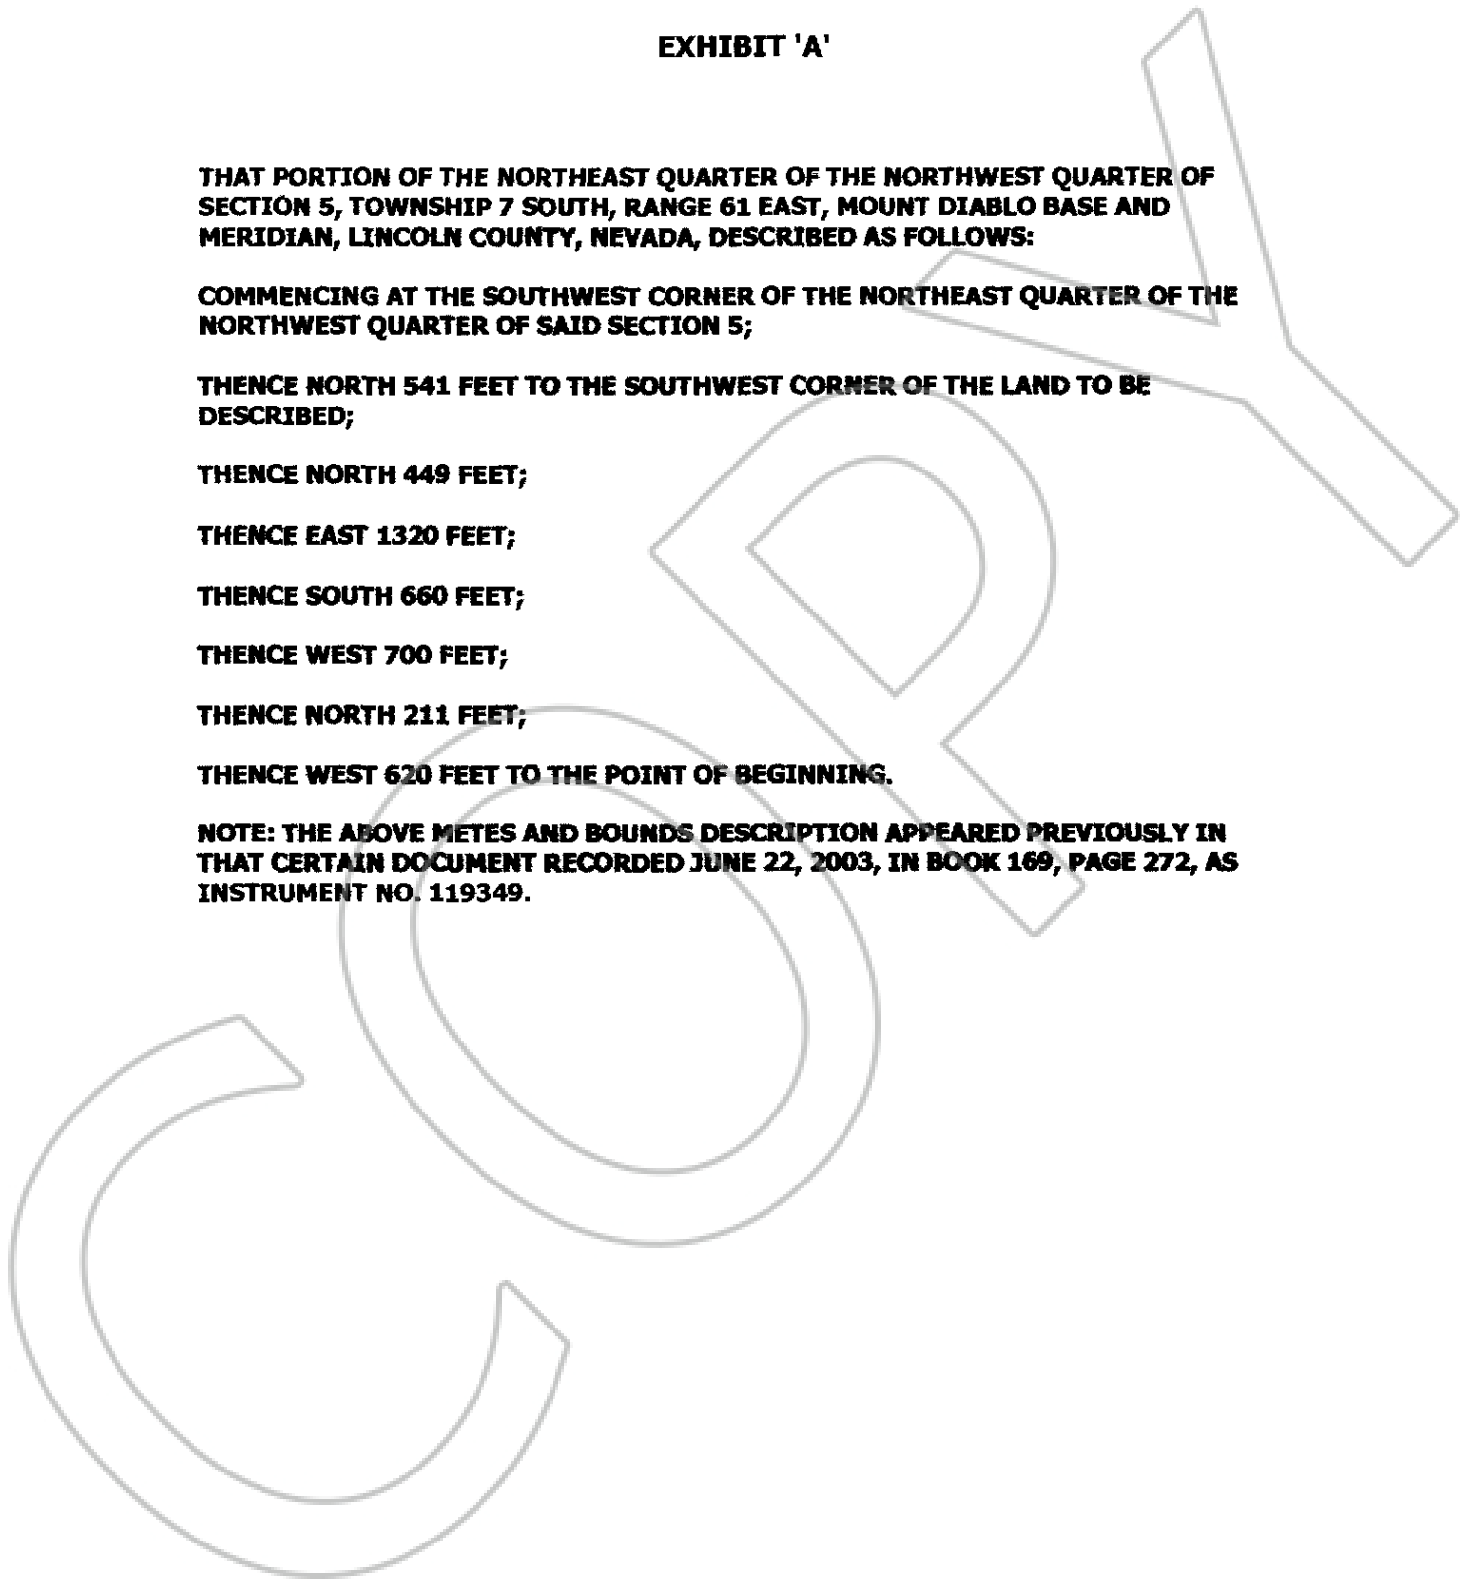 EXHIBIT 'A'
THAT PORTION OF THE NORTHEAST QUARTER OF THE NORTHWEST QUARTER OF
SECTION 5, TOWNSHIP 7 SOUTH, RANGE 61 EAST, MOUNT DIABLO BASE AND
MERIDIAN, LINCOLN COUNTY, NEVADA, DESCRIBED AS FOLLOWS:
COMMENCING AT THE SOUTHWEST CORNER OF THE NORTHEAST QUARTER OF THE
NORTHWEST QUARTER OF SAID SECTION 5;
THENCE NORTH 541 FEET TO THE SOUTHWEST CORNER OF THE LAND TO BE
DESCRIBED;
THENCE NORTH 449 FEET;
THENCE EAST 1320 FEET;
THENCE SOUTH 660 FEET;
THENCE WEST 700 FEET;
THENCE NORTH 211 FEET;
THENCE WEST 620 FEET TO THE POINT OF BEGINNING.
NOTE: THE ABOVE METES AND BOUNDS DESCRIPTION APPEARED PREVIOUSLY IN
THAT CERTAIN DOCUMENT RECORDED JUNE 22, 2003, IN BOOK 169, PAGE 272, AS
INSTRUMENT NO. 119349.
COPY